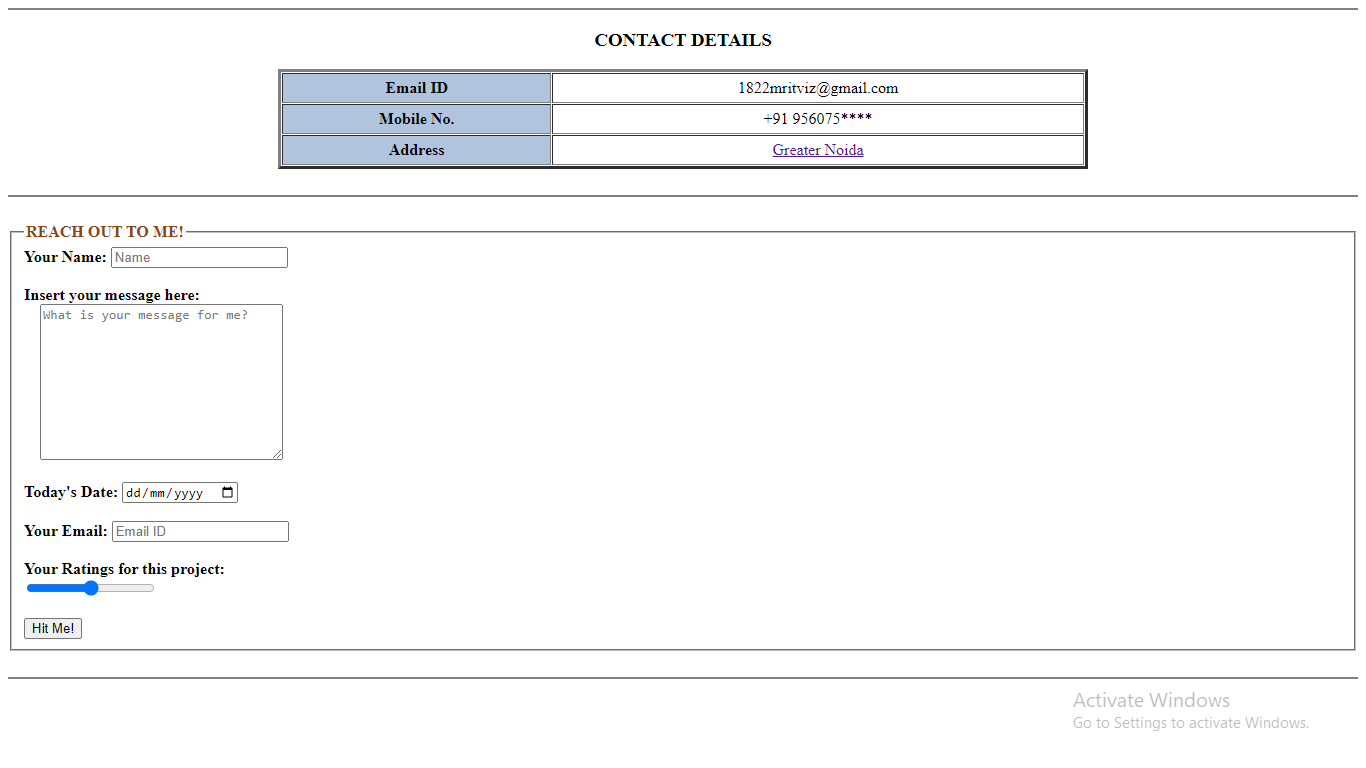 CONTACT DETAILS
Email ID 1822mritviz@gmail.com
Mobile No. +91 956075****
Address Greater Noida
REACH OUT TO ME!
Your Name: Name
Insert your message here:
What is your message for me?
Today's Date: dd/mm/yyyy
Your Email: Email ID
Your Ratings for this project:
Hit Me!
Activate Windows
Go to Settings to activate Windows.